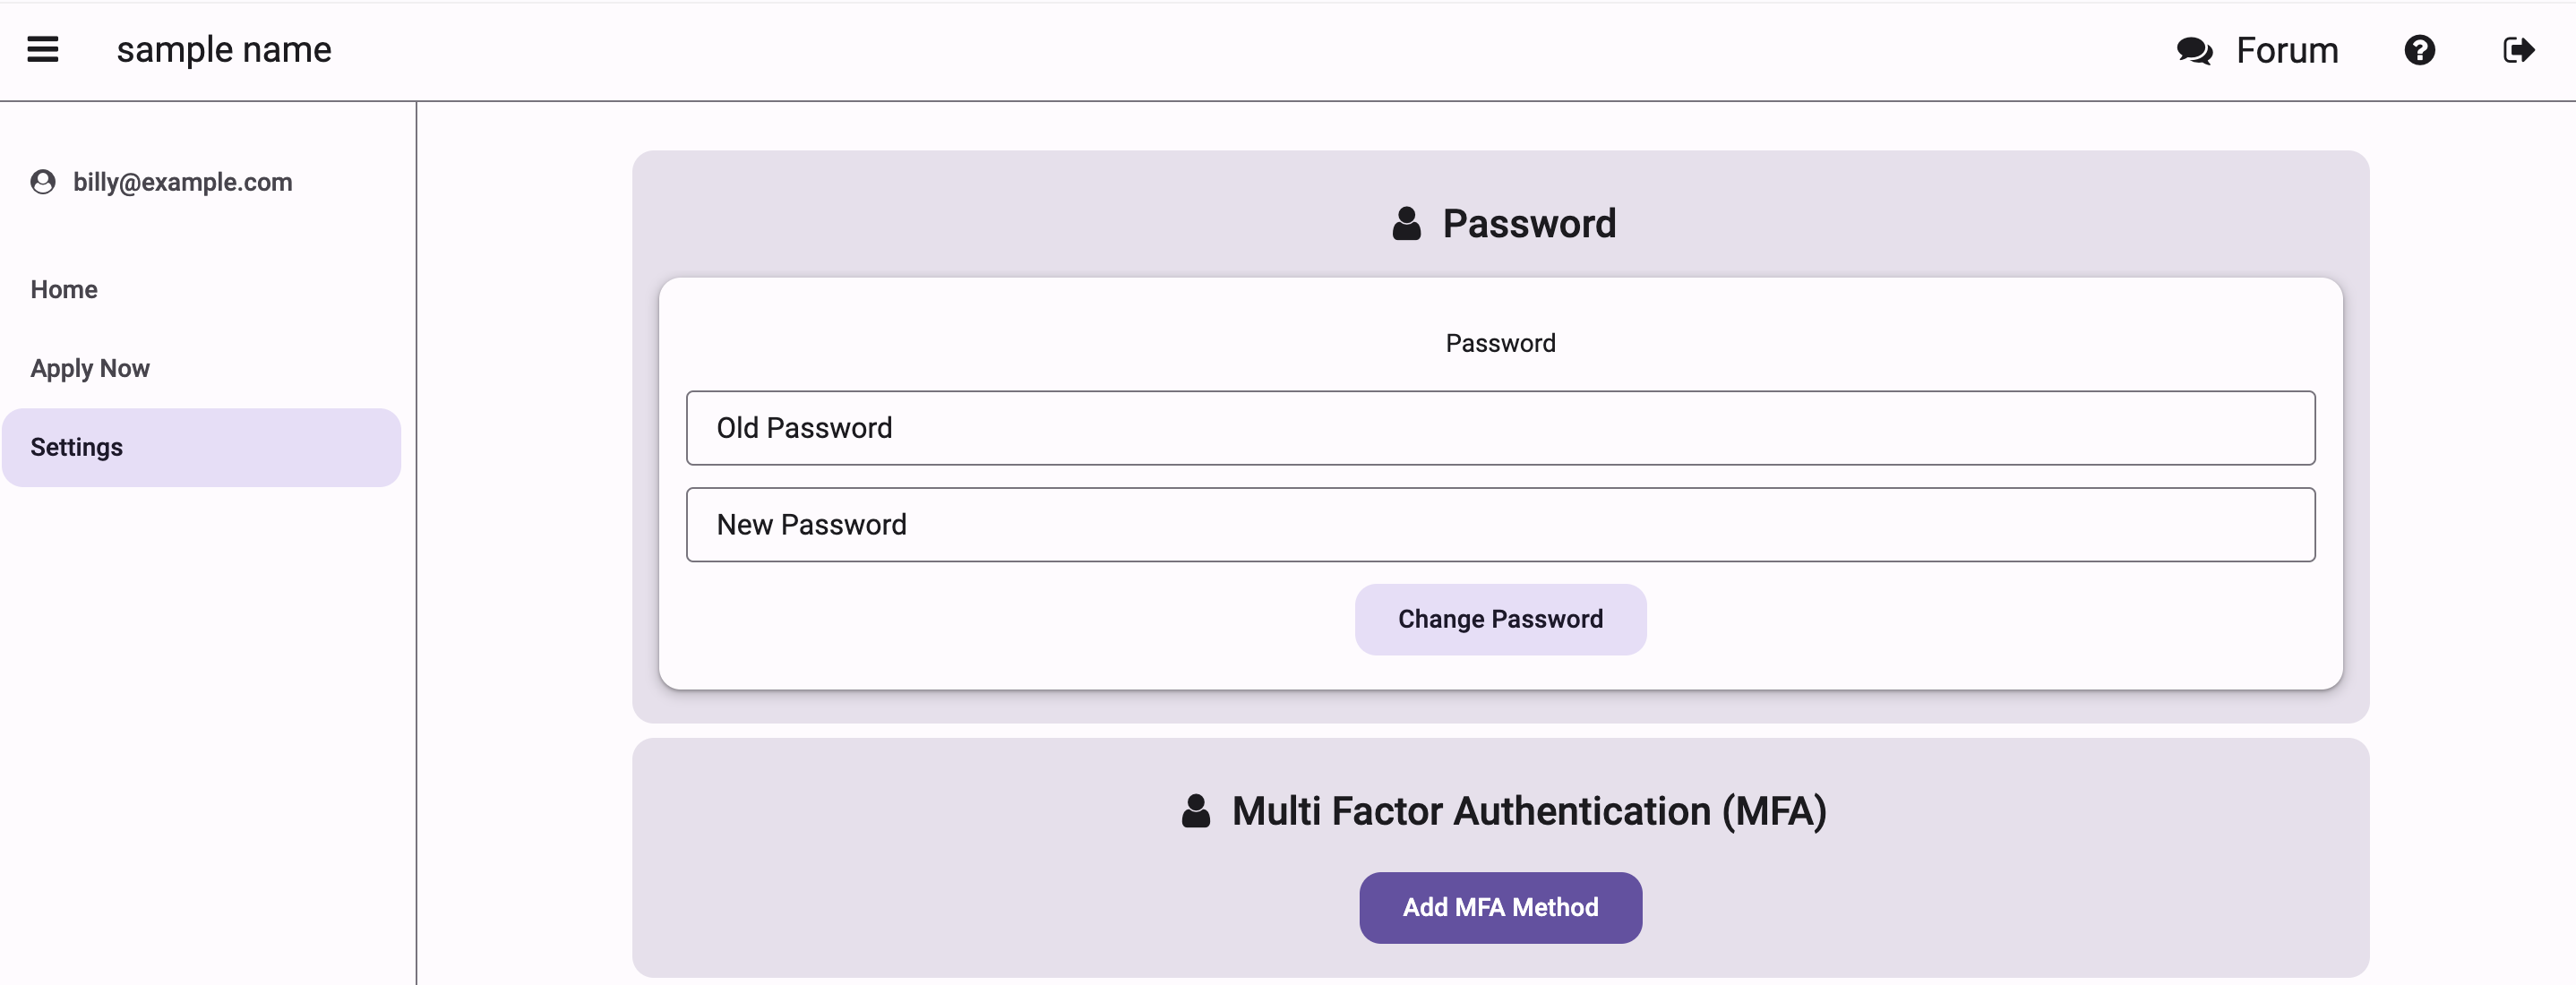 sample name
Forum
billy@example.com
Home
Apply Now
Settings
Password
Password
Old Password
New Password
Change Password
Multi Factor Authentication (MFA)
Add MFA Method